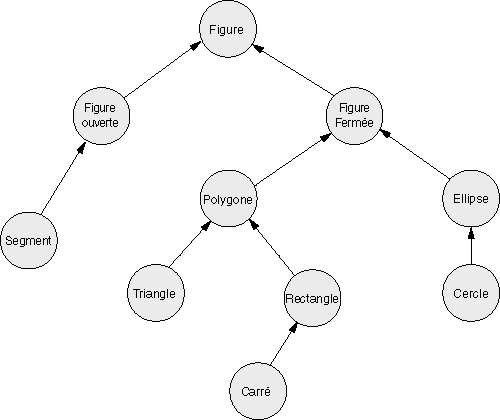 Figure
Figure
ouverte
Figure
Fermée
Polygone
Ellipse
Segment
Triangle
Rectangle
Cercle
Carré